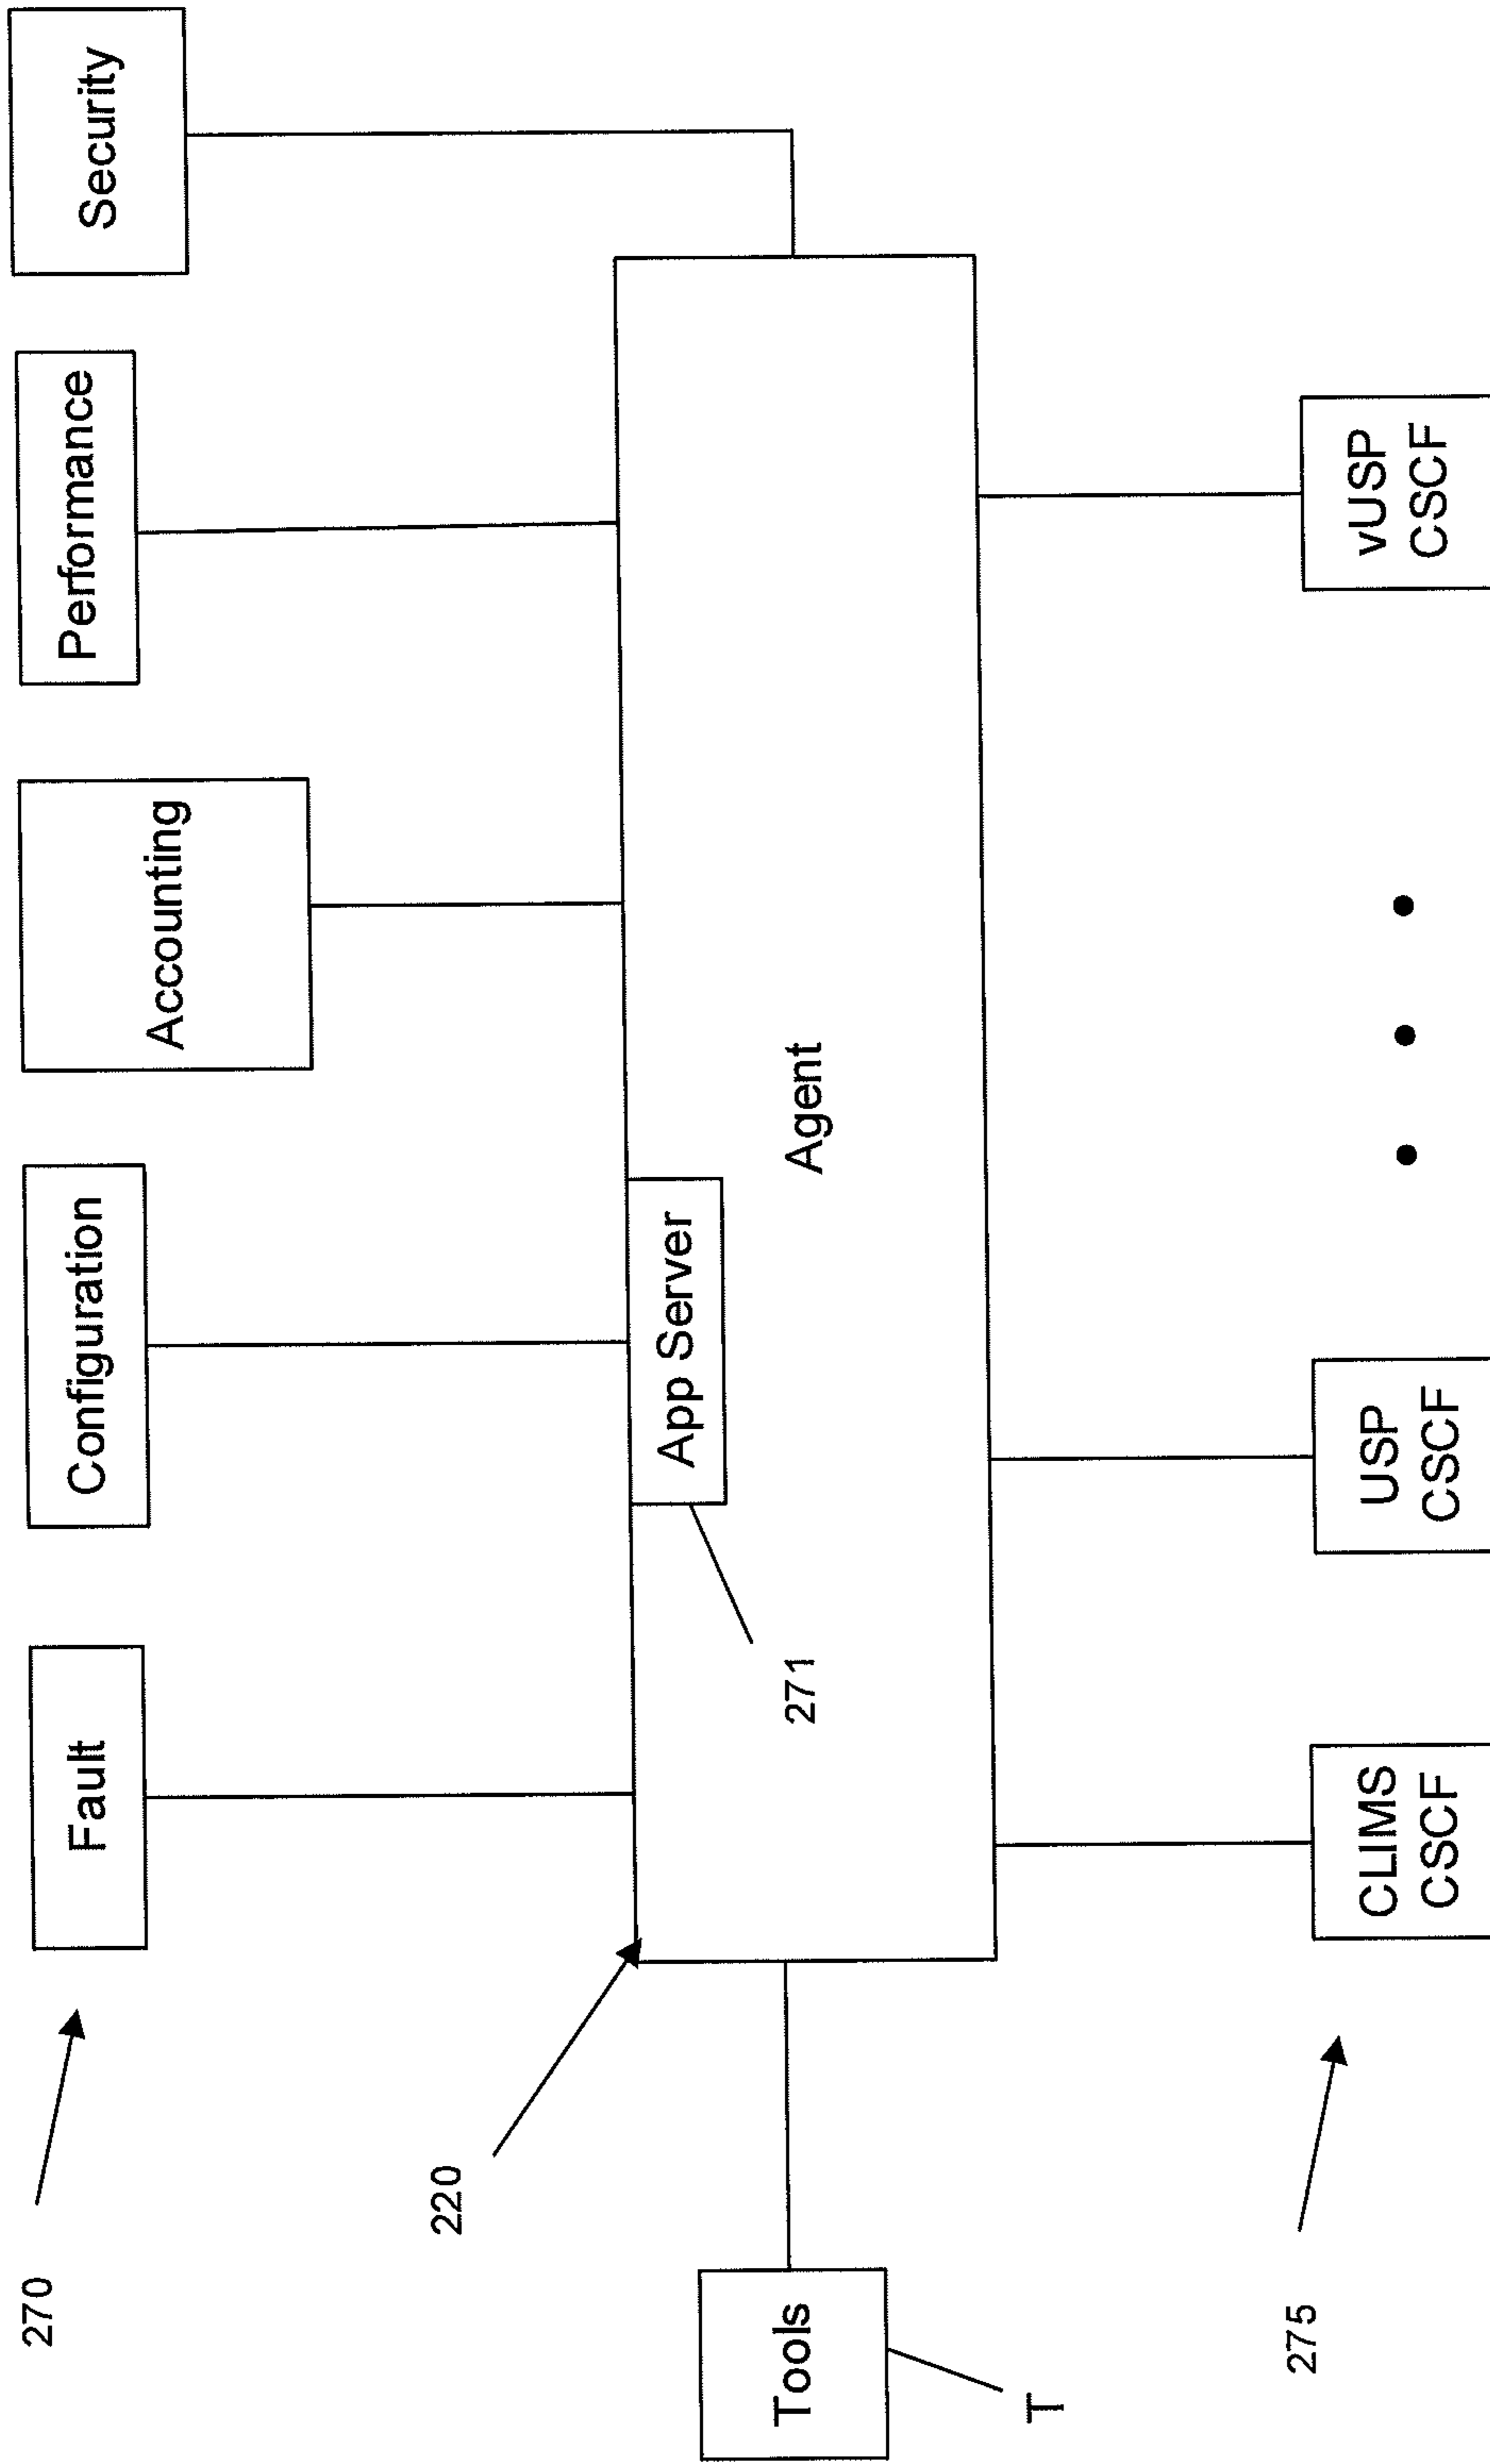 270
Fault
Configuration
Accounting
Performance
Security
220
App Server
271
Agent
Tools
T
275
CLIMS
CSCF
USP
CSCF
vUSP
CSCF